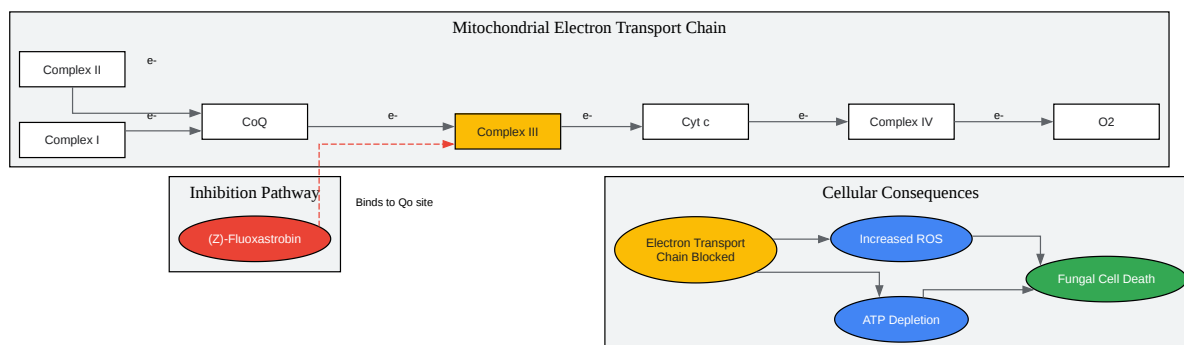 Mitochondrial Electron Transport Chain
Complex II
e-
Complex I
e-
CoQ
e-
Complex III
e-
Cyt c
e-
Complex IV
e-
O2
Inhibition Pathway
(Z)-Fluoxastrobin
Binds to Qo site
Cellular Consequences
Electron Transport
Chain Blocked
Increased ROS
ATP Depletion
Fungal Cell Death